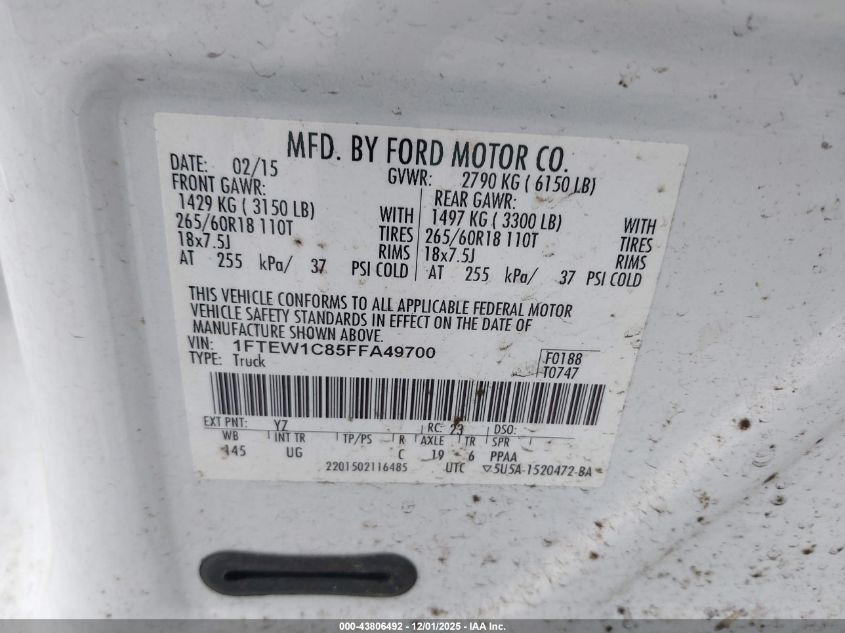 MFD. BY FORD MOTOR CO.
DATE: 02/15 GVWR: 2790 KG ( 6150 LB)
FRONT GAWR: REAR GAWR:
1429 KG ( 3150 LB) WITH 1497 KG ( 3300 LB) WITH
265/60R18 110T TIRES 265/60R18 110T TIRES
18x7.5J RIMS 18x7.5J RIMS
AT 255 kPa/ 37 PSI COLD AT 255 kPa/ 37 PSI COLD
THIS VEHICLE CONFORMS TO ALL APPLICABLE FEDERAL MOTOR
VEHICLE SAFETY STANDARDS IN EFFECT ON THE DATE OF
MANUFACTURE SHOWN ABOVE.
VIN: 1FTEW1C85FFA49700
TYPE: Truck
F0188
T0747
EXT PNT: YZ RC: 23 DSO:
WB INT TR TP/PS R AXLE TR SPR
145 UG C 19 6 PPAA
2201502116485 UTC ▽5U5A-1520472-BA
000-43806492 - 12/01/2025 - IAA Inc.